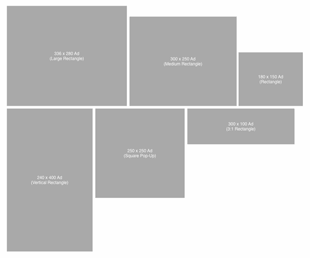 336 x 280 Ad
(Large Rectangle)
300 x 250 Ad
(Medium Rectangle)
180 x 150 Ad
(Rectangle)
240 x 400 Ad
(Vertical Rectangle)
250 x 250 Ad
(Square Pop-Up)
300 x 100 Ad
(3:1 Rectangle)